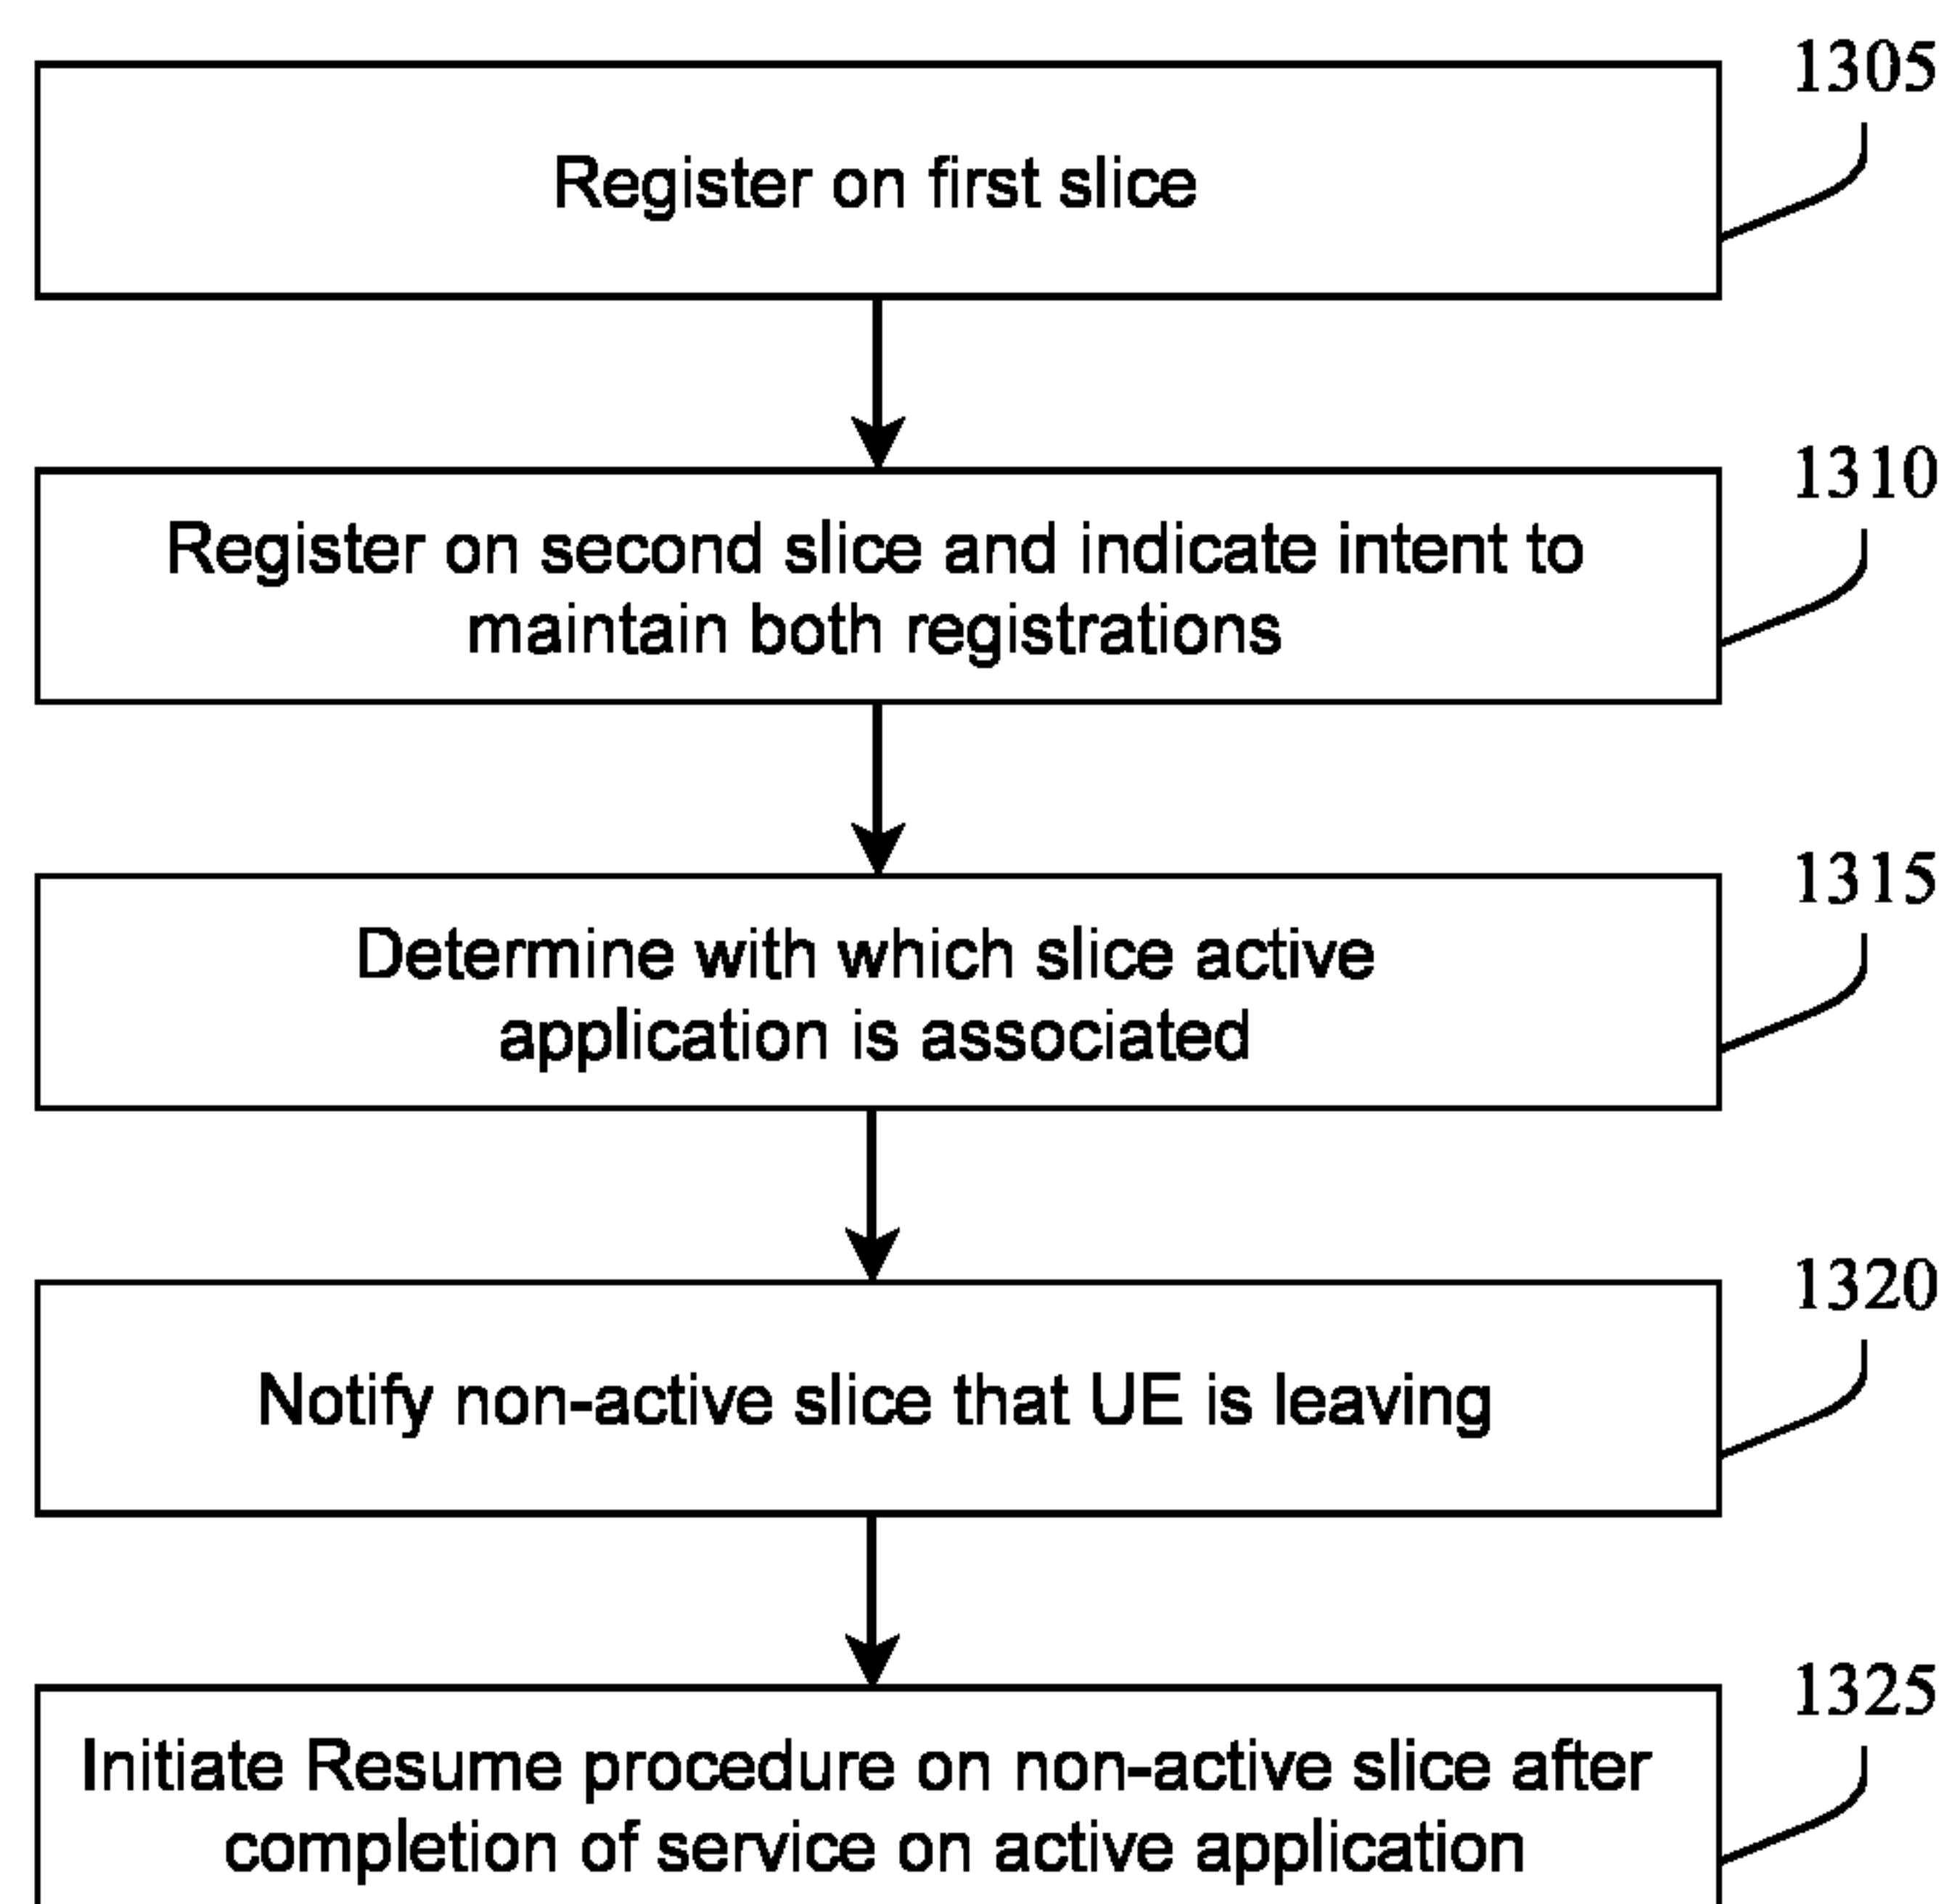 1305
Register on first slice
1310
Register on second slice and indicate intent to
maintain both registrations
1315
Determine with which slice active
application is associated
1320
Notify non-active slice that UE is leaving
1325
Initiate Resume procedure on non-active slice after
completion of service on active application